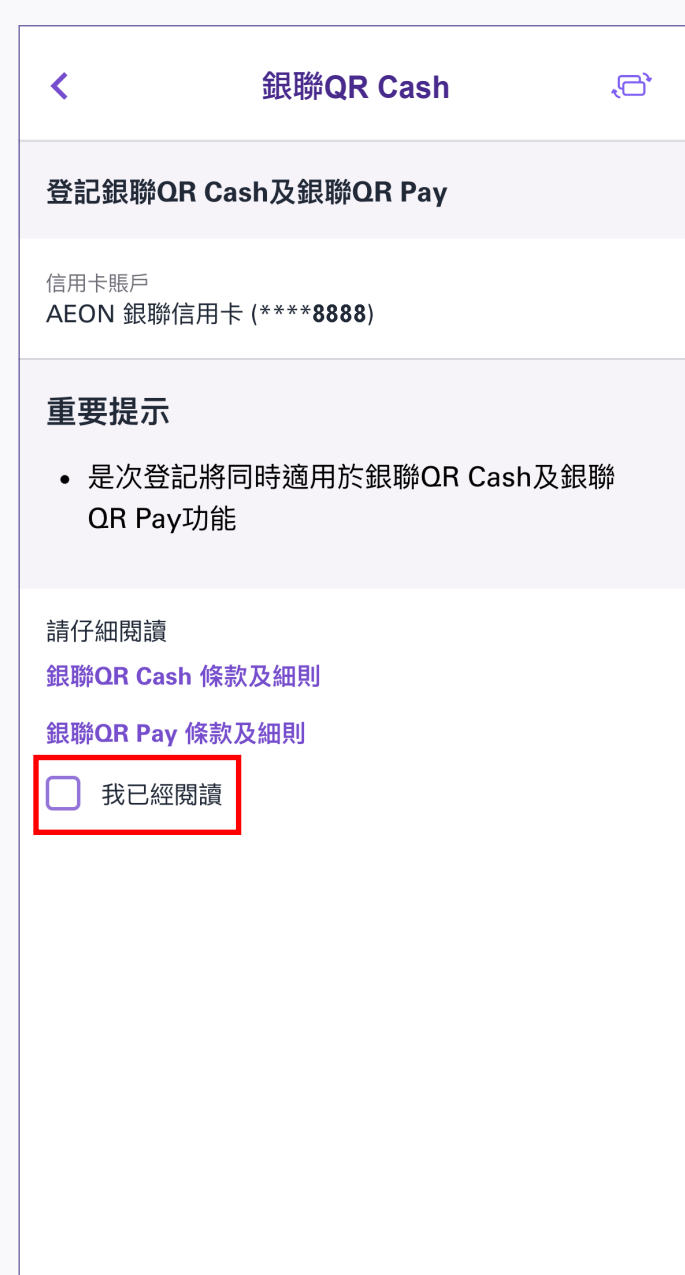 銀聯QR Cash
登記銀聯QR Cash及銀聯QR Pay
信用卡賬戶
AEON 銀聯信用卡 (****8888)
重要提示
• 是次登記將同時適用於銀聯QR Cash及銀聯
QR Pay功能
請仔細閱讀
銀聯QR Cash 條款及細則
銀聯QR Pay 條款及細則
我已經閱讀